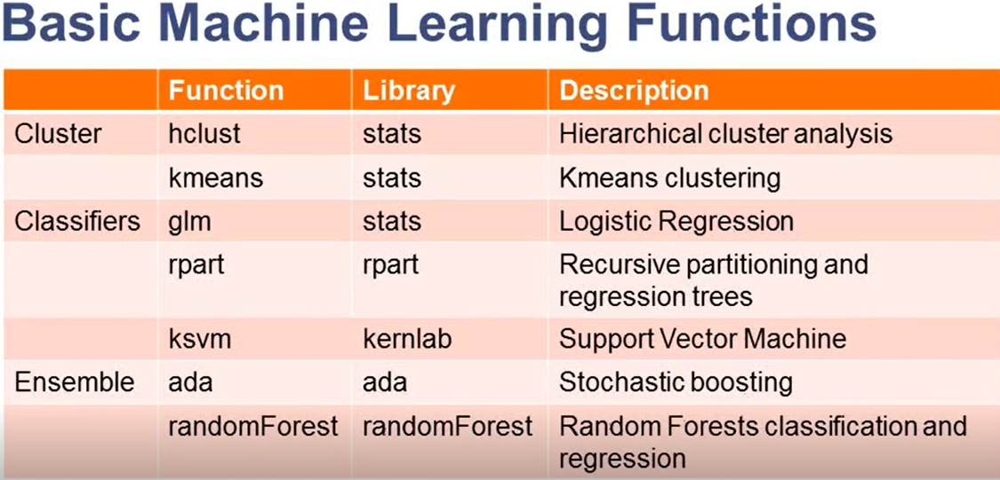 Basic Machine Learning Functions
Function Library Description
Cluster hclust stats Hierarchical cluster analysis
kmeans stats Kmeans clustering
Classifiers glm stats Logistic Regression
rpart rpart Recursive partitioning and
regression trees
ksvm kernlab Support Vector Machine
Ensemble ada ada Stochastic boosting
randomForest randomForest Random Forests classification and
regression